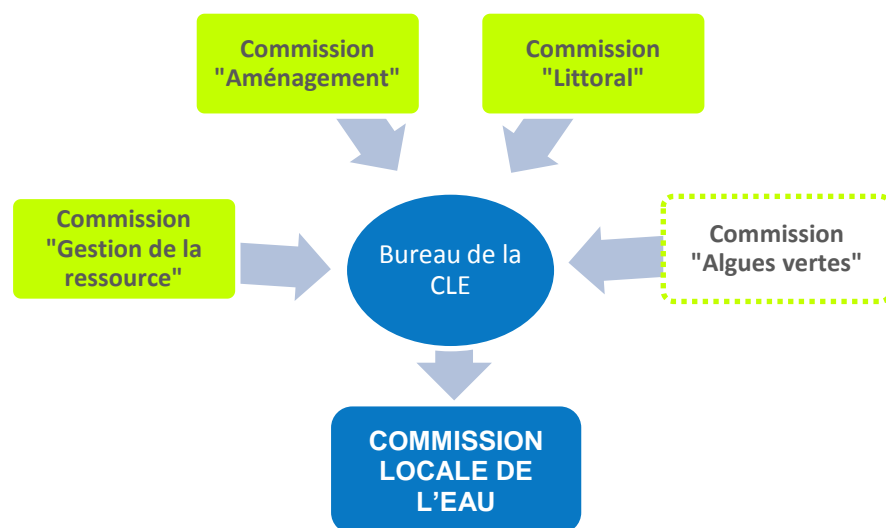 Commission
"Aménagement"
Commission
"Littoral"
Commission
"Gestion de la
ressource"
Bureau de la
CLE
Commission
"Algues vertes"
COMMISSION
LOCALE DE
L’EAU